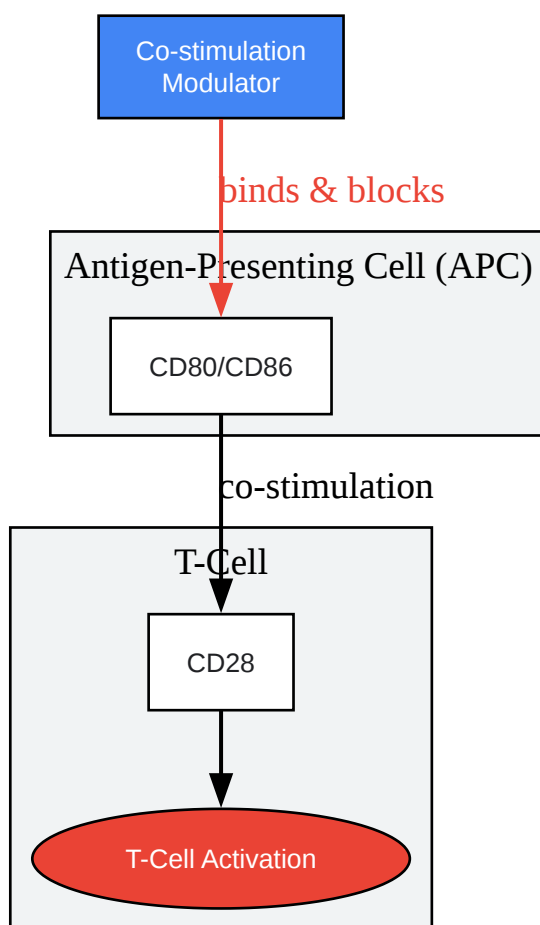 Co-stimulation
Modulator
binds & blocks
Antigen-Presenting Cell (APC)
CD80/CD86
co-stimulation
T-Cell
CD28
T-Cell Activation